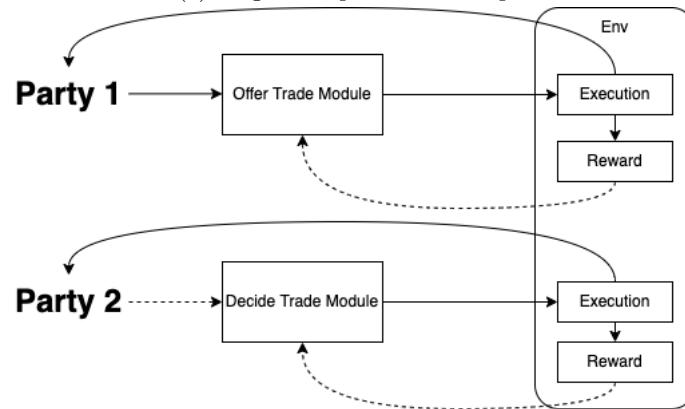 Env
Party 1
Offer Trade Module
Execution
Reward
Party 2
Decide Trade Module
Execution
Reward